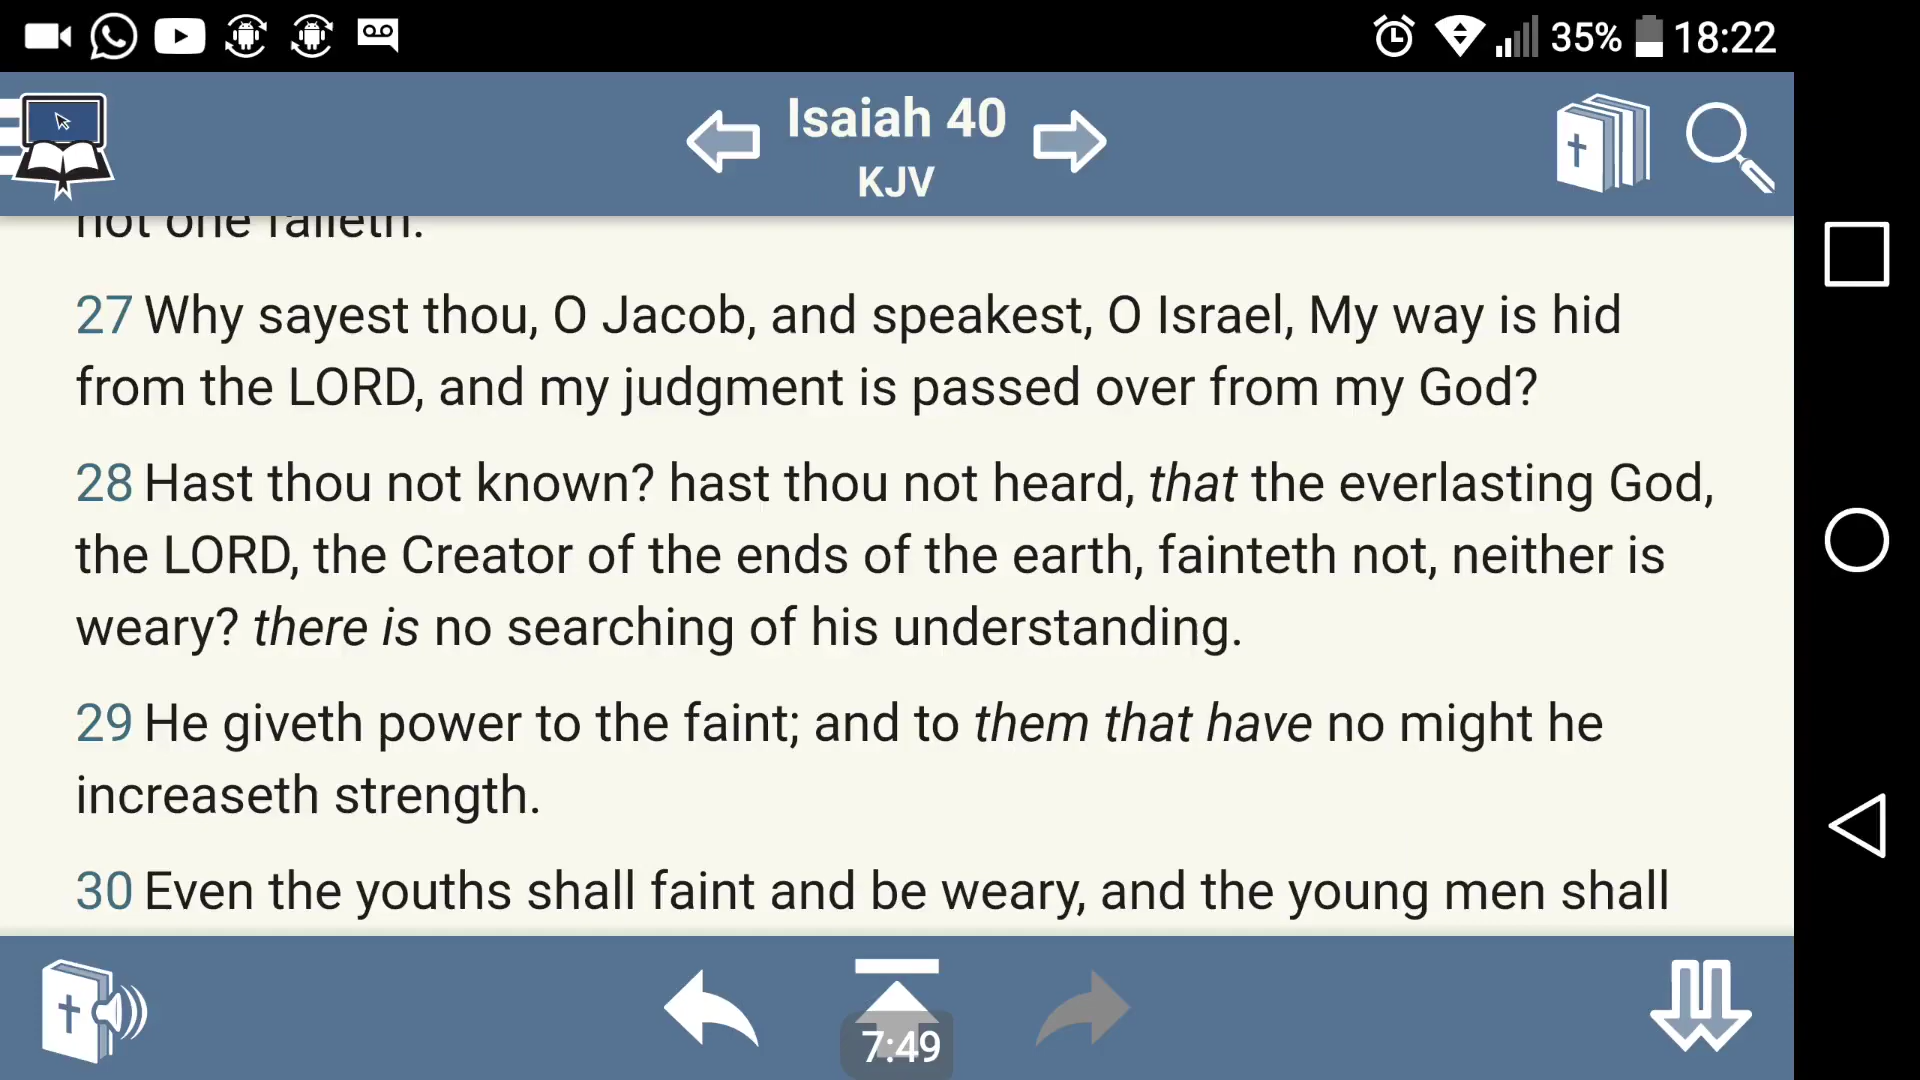 35% 18:22
Isaiah 40
KJV
not one faileth.
27 Why sayest thou, O Jacob, and speakest, O Israel, My way is hid
from the LORD, and my judgment is passed over from my God?
28 Hast thou not known? hast thou not heard, that the everlasting God,
the LORD, the Creator of the ends of the earth, fainteth not, neither is
weary? there is no searching of his understanding.
29 He giveth power to the faint; and to them that have no might he
increaseth strength.
30 Even the youths shall faint and be weary, and the young men shall
7:49